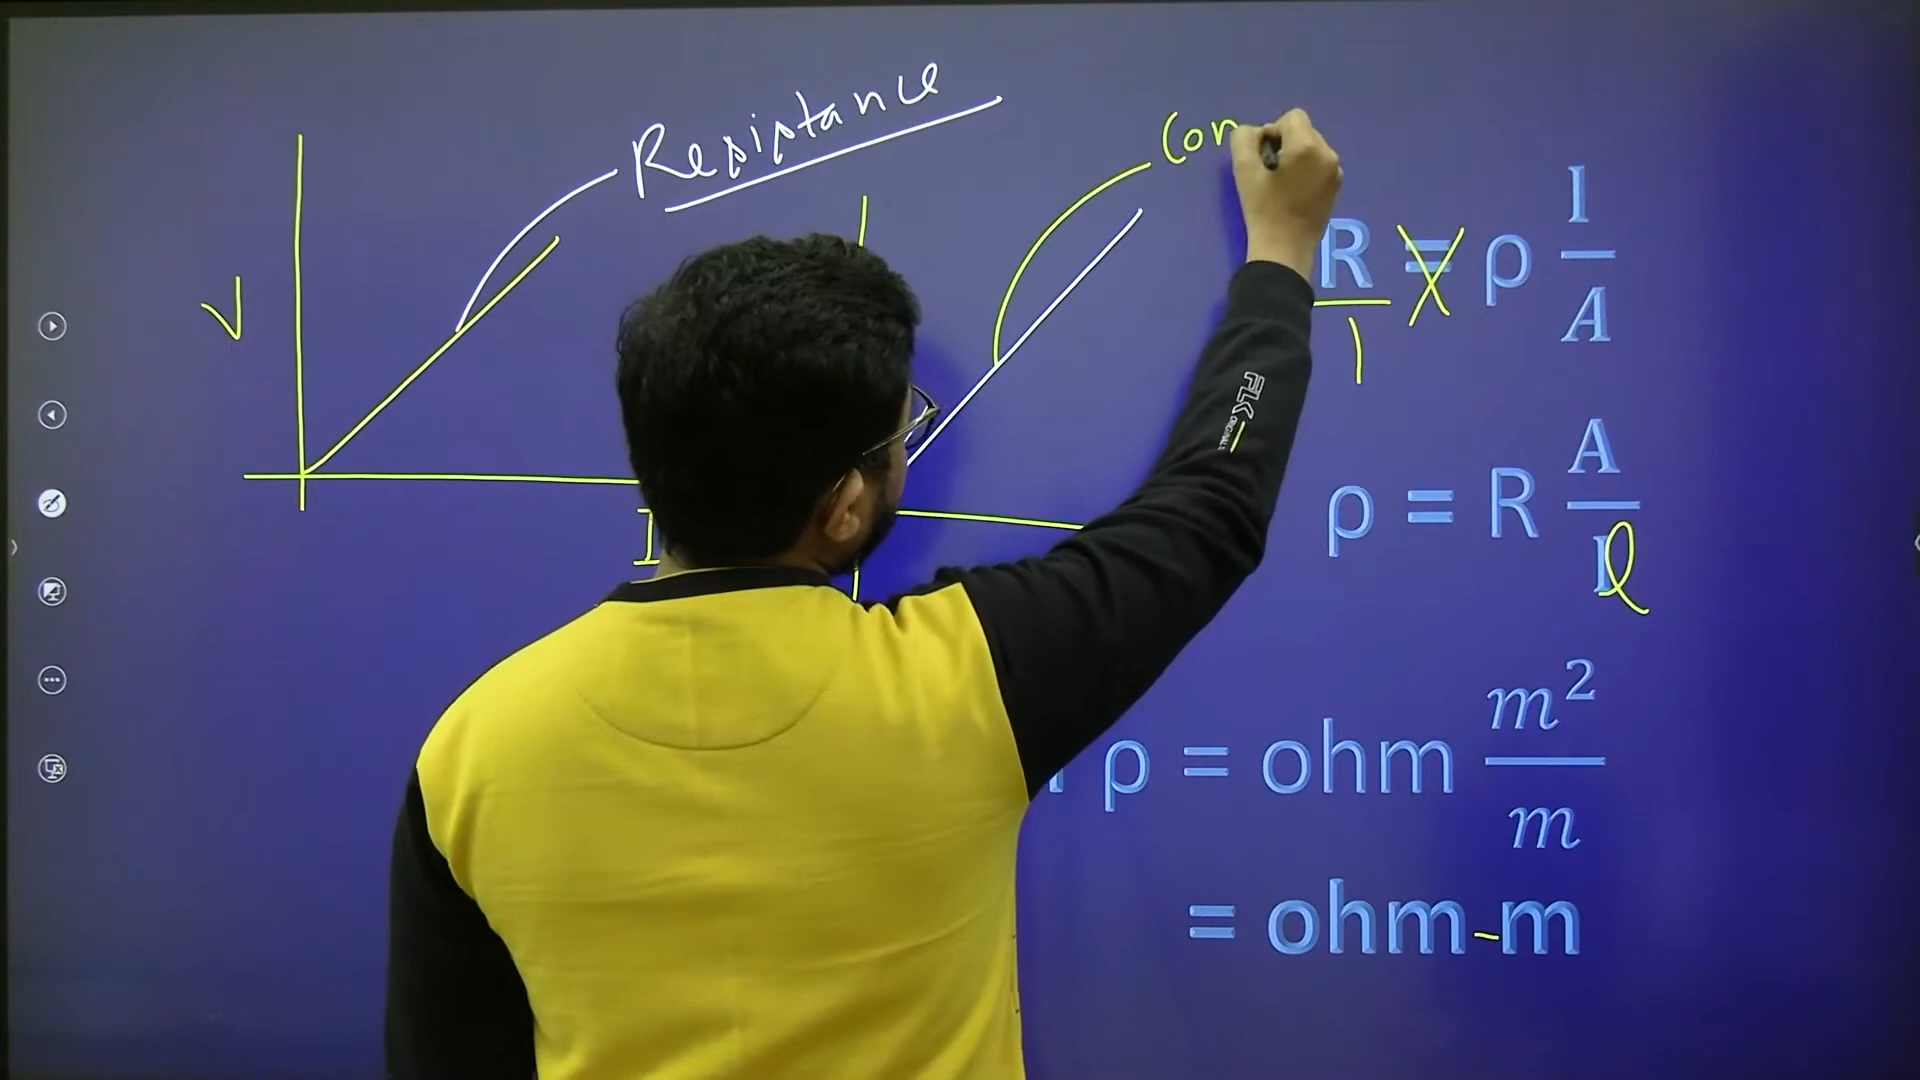 Resistance
Con
V
I
R = ρ l/A
1
ρ = R A/l
l
ρ = ohm m²/m
= ohm-m
FLK